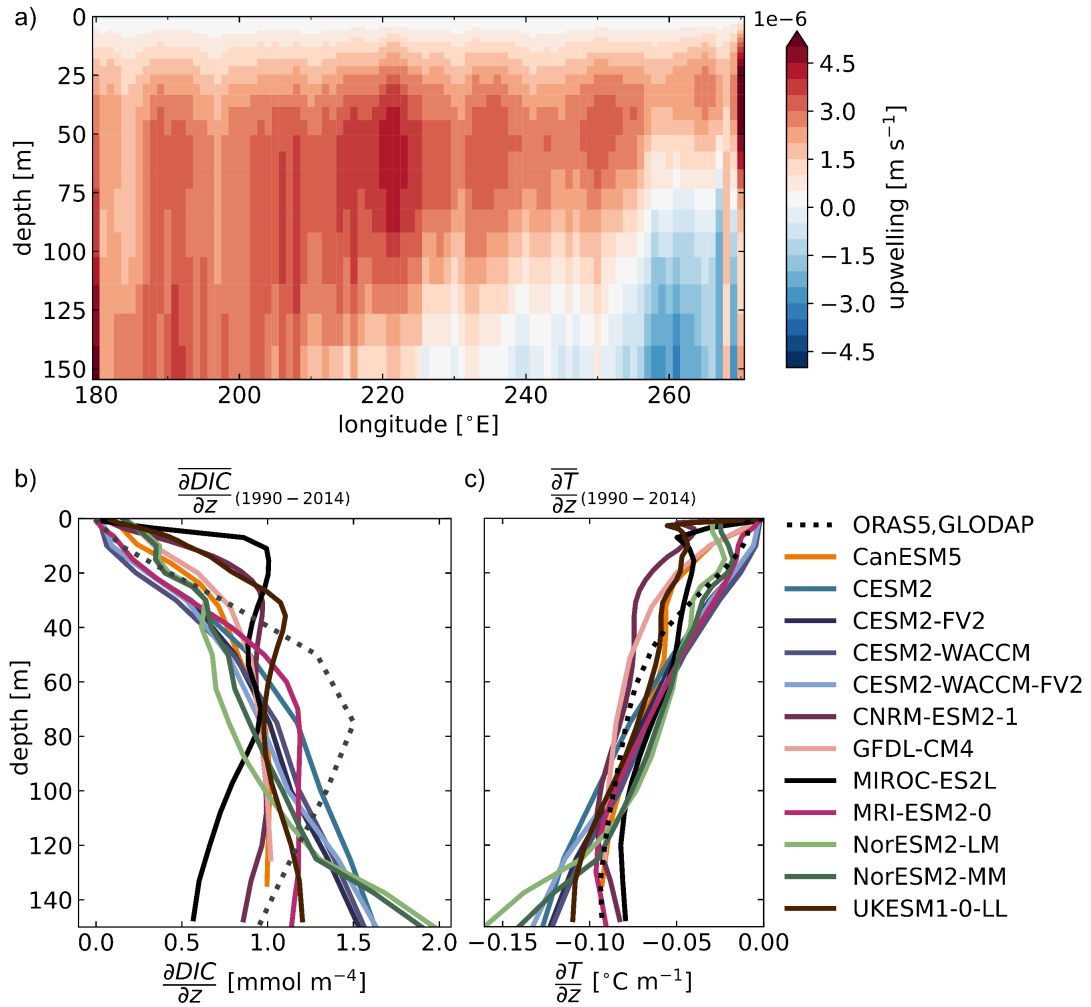 a)
1e−6
0
25
50
75
100
125
150
depth [m]
180
200
220
240
260
longitude [°E]
4.5
3.0
1.5
0.0
−1.5
−3.0
−4.5
upwelling [m s⁻¹]
b)
∂DIC/∂z (1990 − 2014)
0
20
40
60
80
100
120
140
depth [m]
0.0
0.5
1.0
1.5
2.0
∂DIC/∂z [mmol m⁻⁴]
c)
∂T/∂z (1990 − 2014)
−0.15
−0.10
−0.05
0.00
∂T/∂z [°C m⁻¹]
ORAS5,GLODAP
CanESM5
CESM2
CESM2-FV2
CESM2-WACCM
CESM2-WACCM-FV2
CNRM-ESM2-1
GFDL-CM4
MIROC-ES2L
MRI-ESM2-0
NorESM2-LM
NorESM2-MM
UKESM1-0-LL